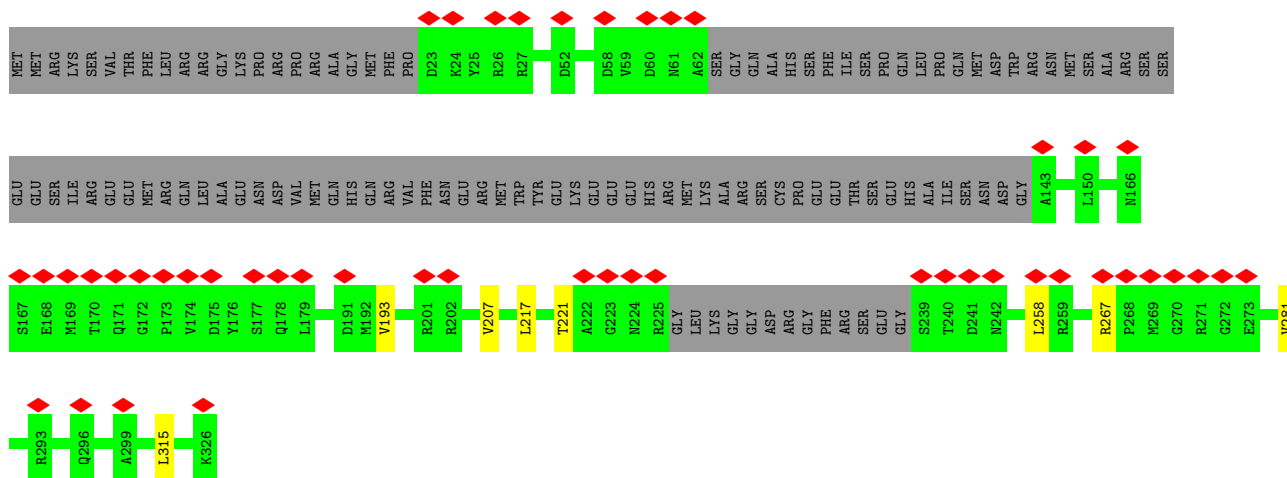 MET MET ARG LYS SER VAL THR PHE LEU ARG ARG GLY LYS PRO ARG PRO ARG ALA GLY MET PHE PRO D23 K24 Y25 R26 R27 D52 D58 V59 D60 N61 A62 SER GLY GLN ALA HIS SER PHE ILE SER PRO GLN LEU PRO GLN MET ASP TRP ARG ASN MET SER ALA ARG SER SER
GLU GLU SER ILE ARG GLU GLU MET ARG GLN LEU ALA GLU ASN ASP VAL MET GLN HIS GLN ARG VAL PHE ASN GLU ARG MET TRP TYR GLU LYS GLU GLU GLU HIS ARG MET LYS ALA ARG SER CYS PRO GLU GLU THR SER GLU HIS ALA ILE SER ASN ASP GLY A143 L150 N166
S167 E168 M169 T170 Q171 G172 P173 V174 D175 Y176 S177 Q178 L179 D191 M192 V193 R201 R202 V207 L217 T221 A222 G223 N224 R225 GLY LEU LYS GLY GLY ASP ARG GLY PHE ARG SER GLU GLY S239 T240 D241 N242 L258 R259 R267 P268 M269 G270 R271 G272 E273
R293 Q296 A299 L315 K326